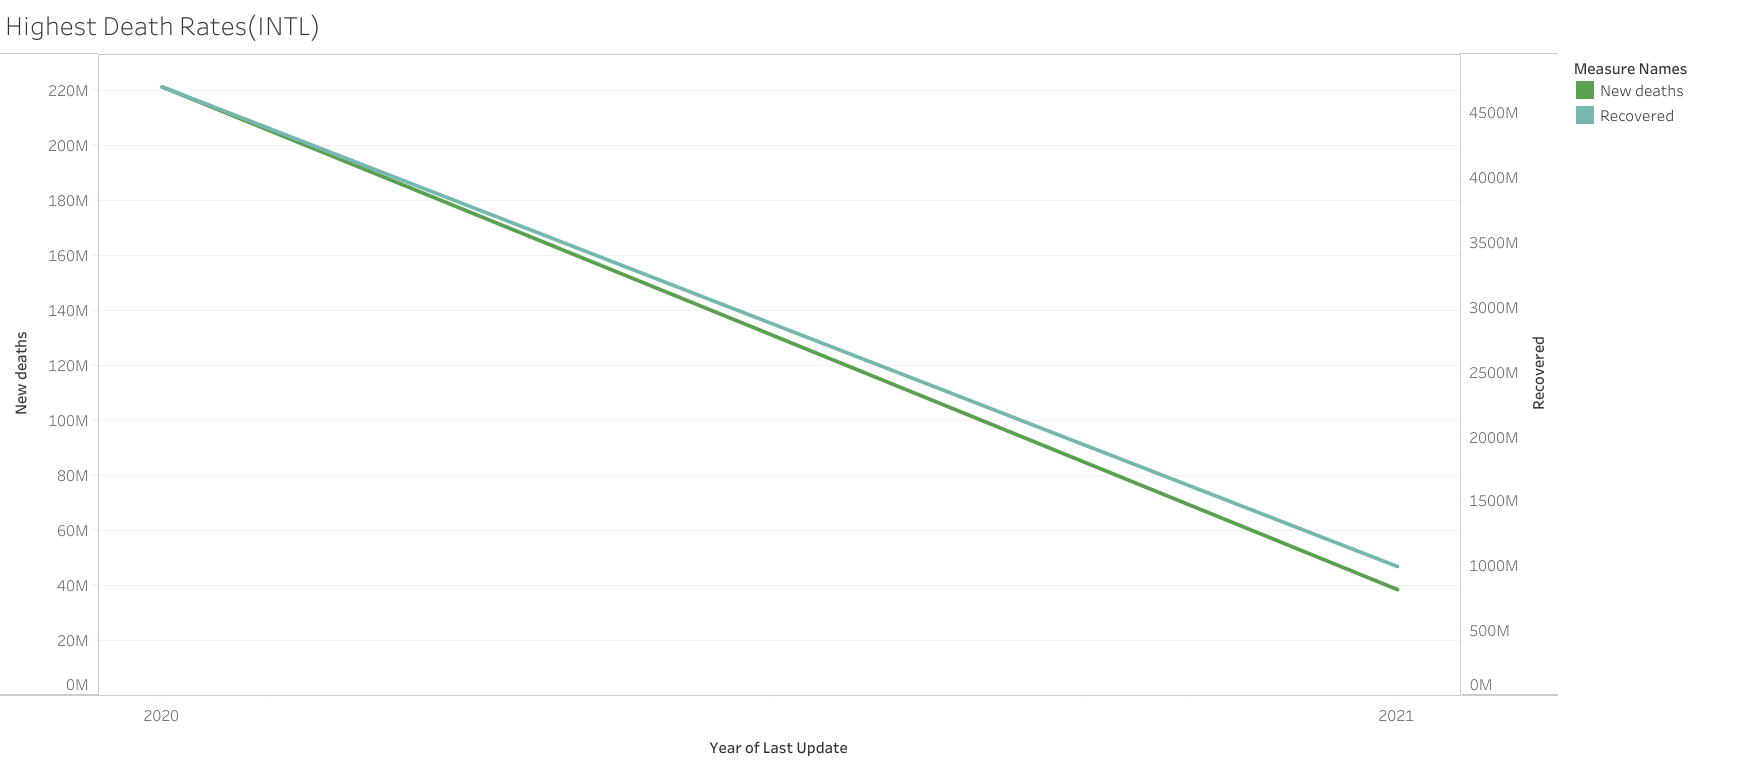 Highest Death Rates(INTL)
Measure Names
New deaths
Recovered
220M
200M
180M
160M
140M
120M
100M
80M
60M
40M
20M
0M
New deaths
4500M
4000M
3500M
3000M
2500M
2000M
1500M
1000M
500M
0M
Recovered
2020
2021
Year of Last Update